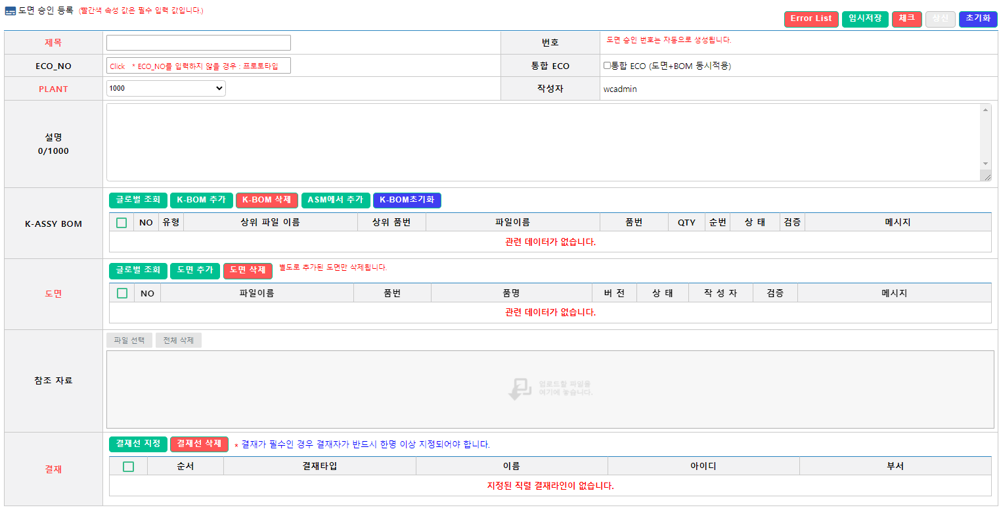 도면 승인 등록 (빨간색 속성 값은 필수 입력 값입니다.)
Error List 임시저장 체크 상신 초기화
제목 번호 도면 승인 번호는 자동으로 생성됩니다.
ECO_NO Click * ECO_NO를 입력하지 않을 경우 : 프로토타입 통합 ECO 통합 ECO (도면+BOM 동시적용)
PLANT 1000 작성자 wcadmin
설명
0/1000
K-ASSY BOM
글로벌 조회 K-BOM 추가 K-BOM 삭제 ASM에서 추가 K-BOM초기화
NO 유형 상위 파일 이름 상위 품번 파일이름 품번 QTY 순번 상 태 검증 메시지
관련 데이터가 없습니다.
도면
글로벌 조회 도면 추가 도면 삭제 별도로 추가된 도면만 삭제됩니다.
NO 파일이름 품번 품명 버 전 상 태 작 성 자 검증 메시지
관련 데이터가 없습니다.
참조 자료
파일 선택 전체 삭제
업로드할 파일을
여기에 놓습니다.
결재
결재선 지정 결재선 삭제 * 결재가 필수인 경우 결재자가 반드시 한명 이상 지정되어야 합니다.
순서 결재타입 이름 아이디 부서
지정된 직렬 결재라인이 없습니다.